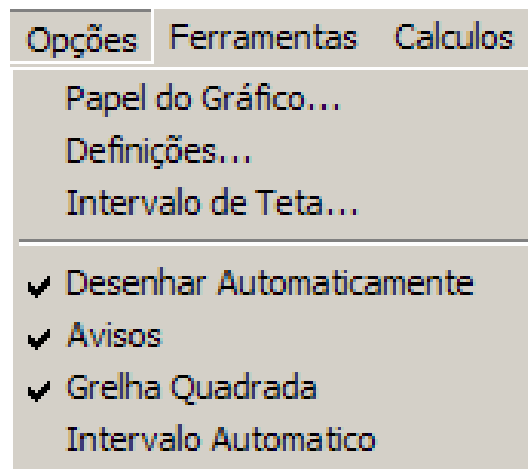 Opções Ferramentas Calculos
Papel do Gráfico...
Definições...
Intervalo de Teta...
Desenhar Automaticamente
Avisos
Grelha Quadrada
Intervalo Automatico